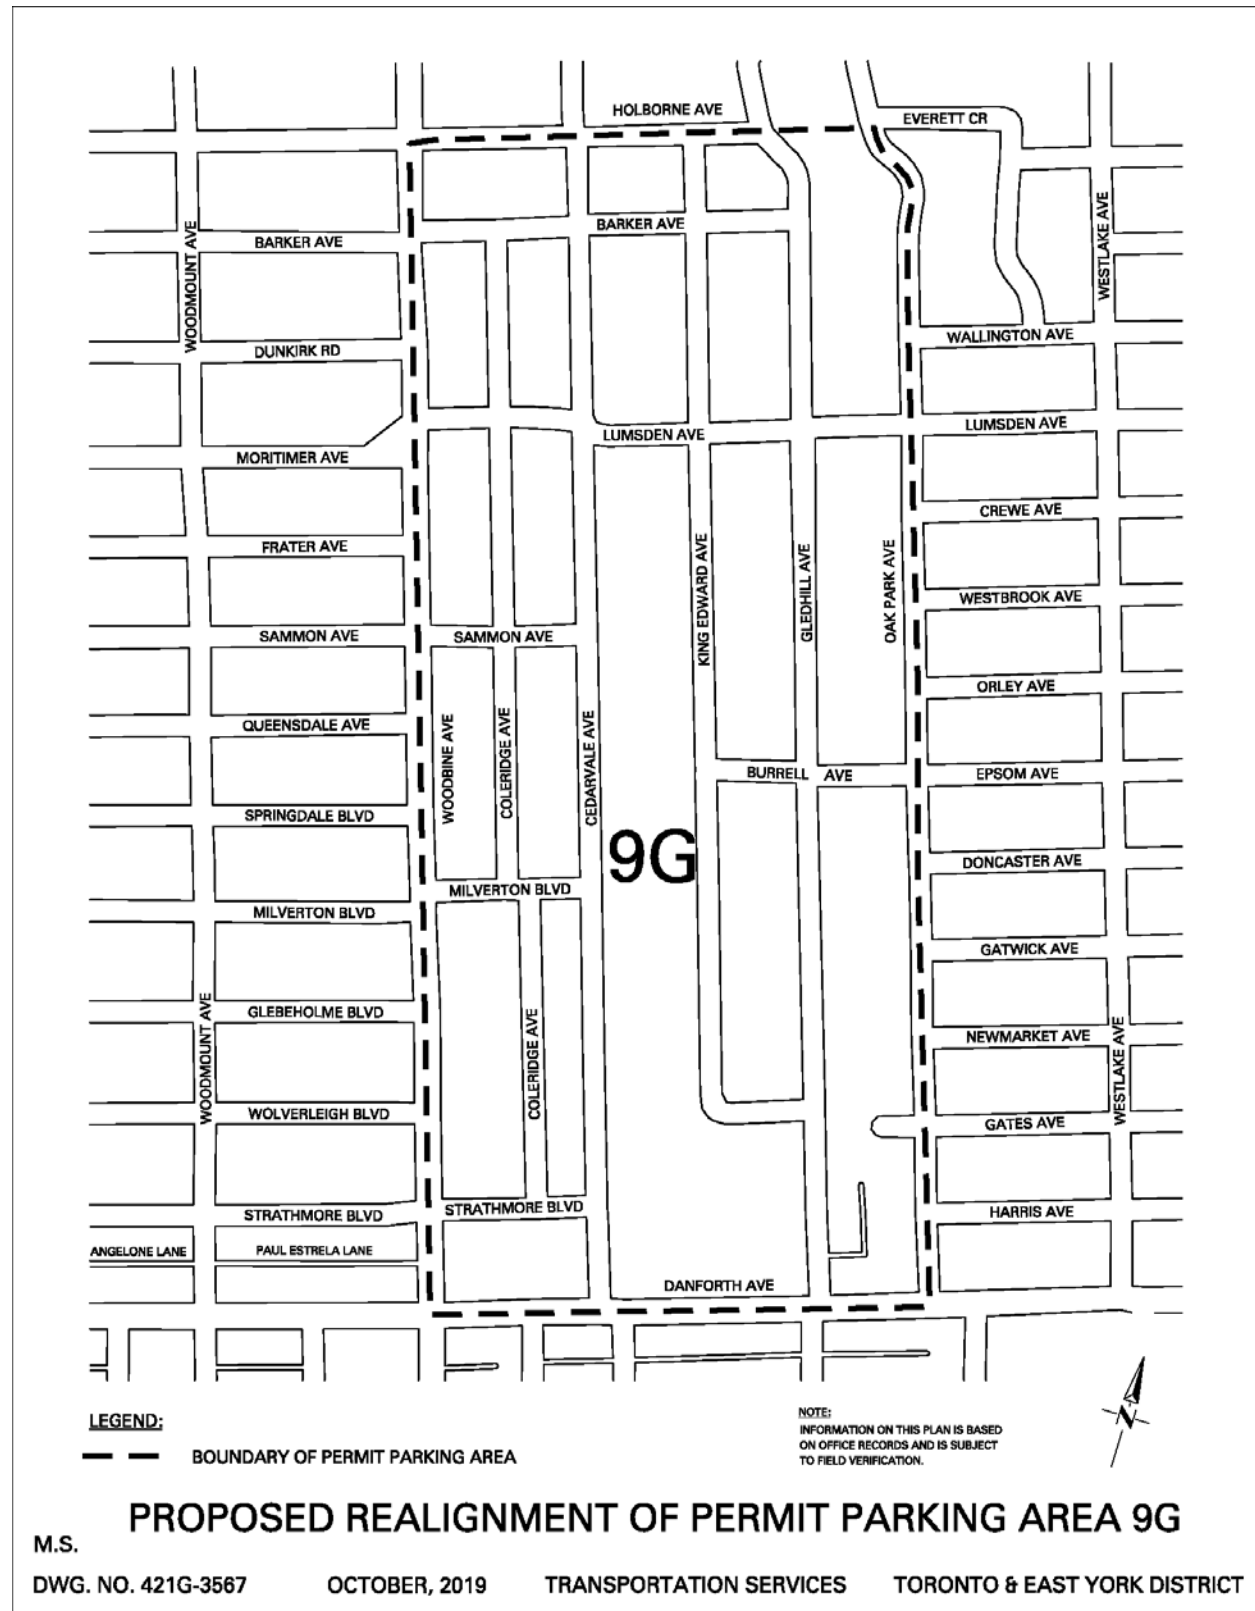 HOLBORNE AVE
EVERETT CR
BARKER AVE
WOODMOUNT AVE
BARKER AVE
WESTLAKE AVE
DUNKIRK RD
WALLINGTON AVE
LUMSDEN AVE
LUMSDEN AVE
MORITIMER AVE
CREWE AVE
FRATER AVE
KING EDWARD AVE
GLEDHILL AVE
OAK PARK AVE
WESTBROOK AVE
SAMMON AVE
SAMMON AVE
ORLEY AVE
QUEENSDALE AVE
WOODBINE AVE
COLERIDGE AVE
CEDARVALE AVE
BURRELL AVE
EPSOM AVE
SPRINGDALE BLVD
9G
DONCASTER AVE
MILVERTON BLVD
MILVERTON BLVD
GATWICK AVE
WOODMOUNT AVE
GLEBEHOLME BLVD
COLERIDGE AVE
NEWMARKET AVE
WESTLAKE AVE
WOLVERLEIGH BLVD
GATES AVE
STRATHMORE BLVD
STRATHMORE BLVD
HARRIS AVE
ANGELONE LANE
PAUL ESTRELA LANE
DANFORTH AVE
N
LEGEND:
BOUNDARY OF PERMIT PARKING AREA
NOTE:
INFORMATION ON THIS PLAN IS BASED
ON OFFICE RECORDS AND IS SUBJECT
TO FIELD VERIFICATION.
PROPOSED REALIGNMENT OF PERMIT PARKING AREA 9G
M.S.
DWG. NO. 421G-3567 OCTOBER, 2019 TRANSPORTATION SERVICES TORONTO & EAST YORK DISTRICT